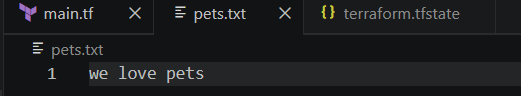 main.tf pets.txt terraform.tfstate
pets.txt
1 we love pets